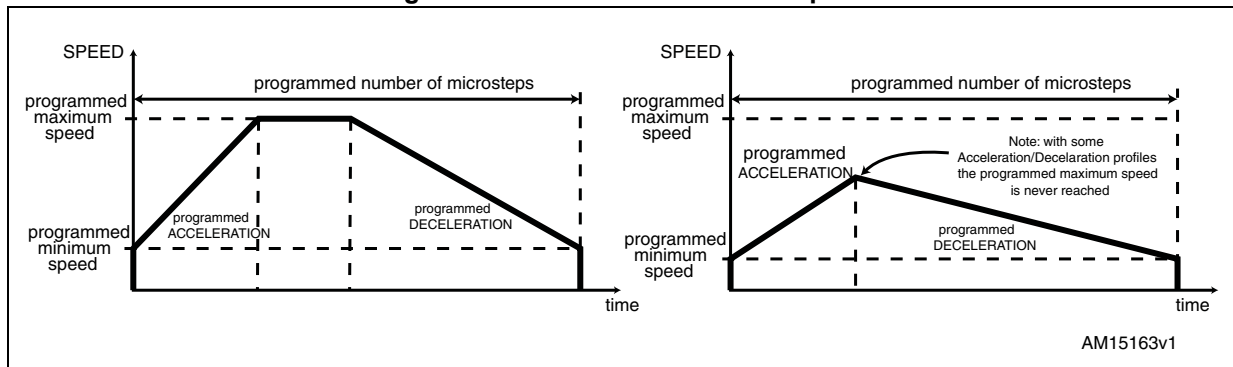 SPEED
programmed number of microsteps
programmed
maximum
speed
programmed
ACCELERATION
programmed
DECELERATION
programmed
minimum
speed
time
SPEED
programmed number of microsteps
programmed
maximum
speed
Note: with some
Acceleration/Decelaration profiles
the programmed maximum speed
is never reached
programmed
ACCELERATION
programmed
DECELERATION
programmed
minimum
speed
time
AM15163v1